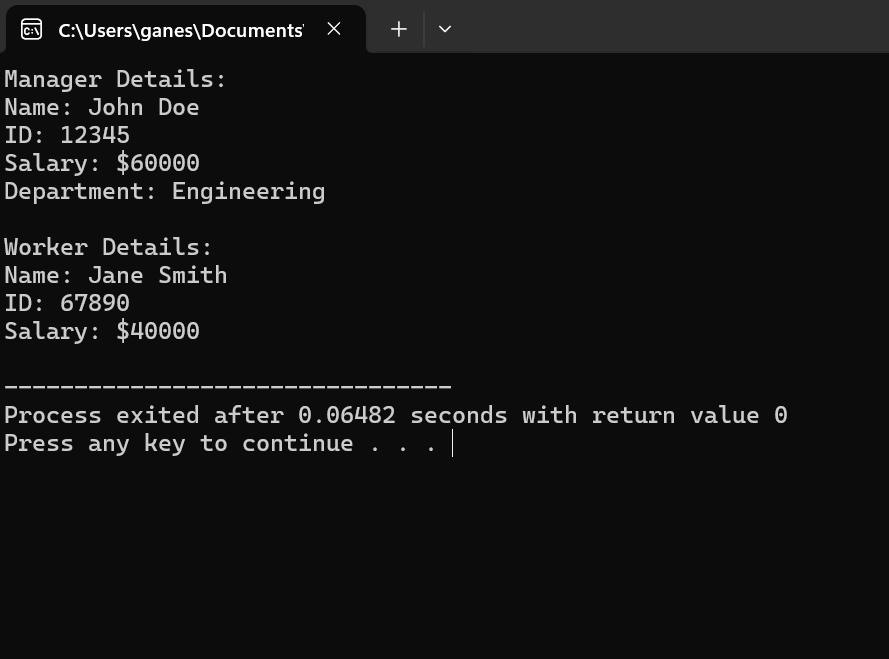 C:\Users\ganes\Documents\
Manager Details:
Name: John Doe
ID: 12345
Salary: $60000
Department: Engineering
Worker Details:
Name: Jane Smith
ID: 67890
Salary: $40000
--------------------------------
Process exited after 0.06482 seconds with return value 0
Press any key to continue . . .